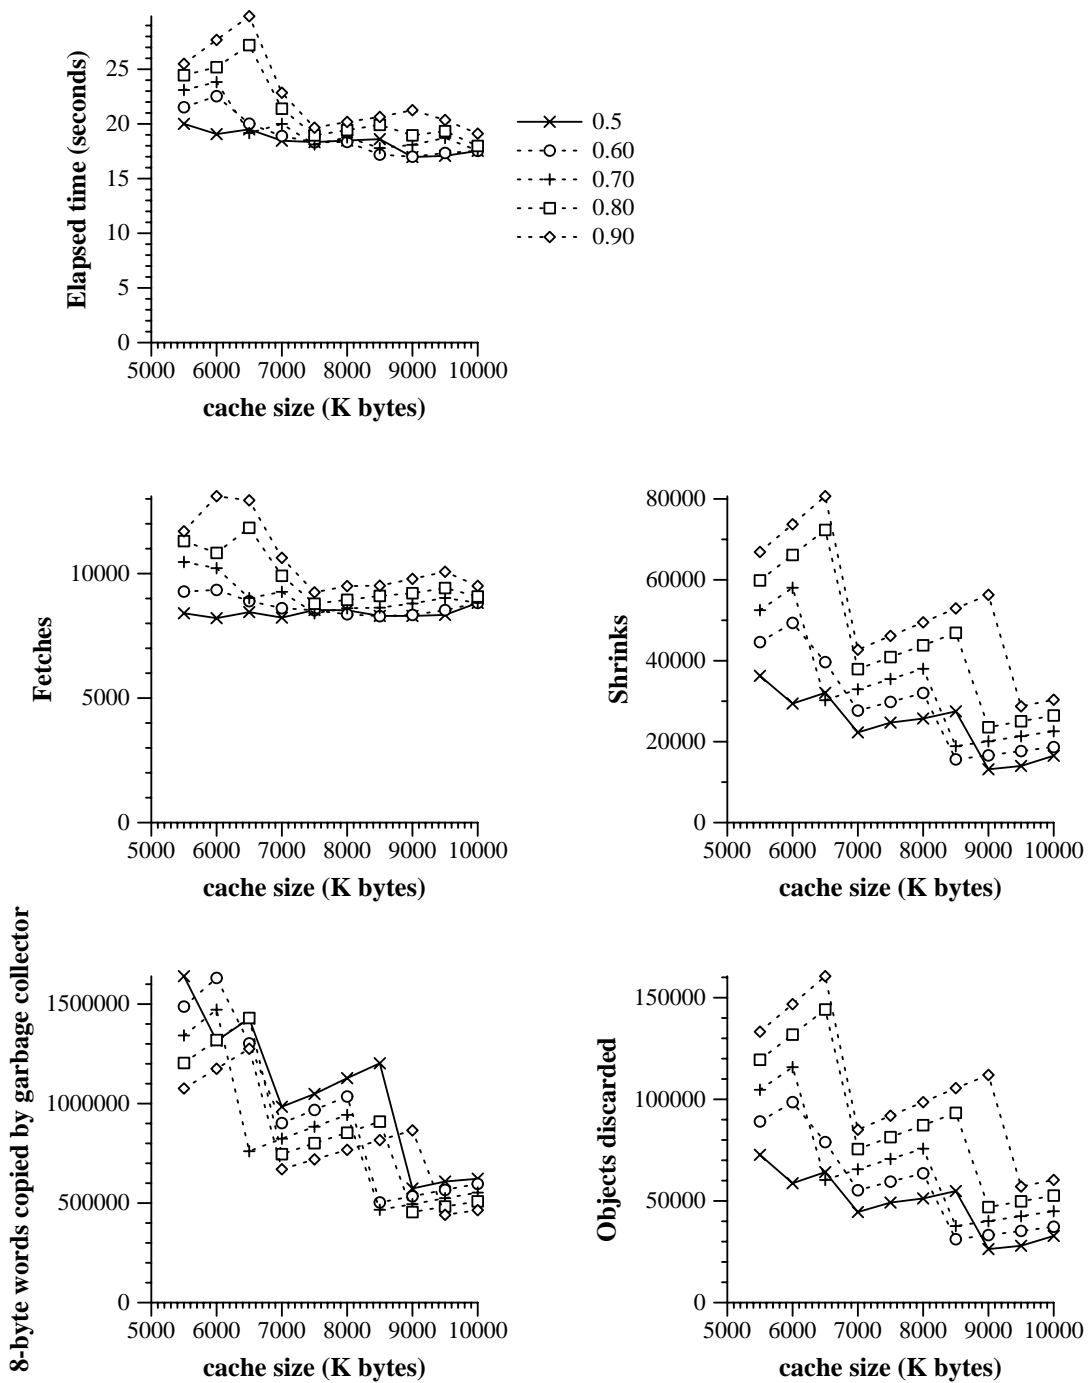 Elapsed time (seconds)
25
20
15
10
5
0
5000 6000 7000 8000 9000 10000
cache size (K bytes)
0.5
0.60
0.70
0.80
0.90
Fetches
10000
5000
0
5000 6000 7000 8000 9000 10000
cache size (K bytes)
Shrinks
80000
60000
40000
20000
0
5000 6000 7000 8000 9000 10000
cache size (K bytes)
8-byte words copied by garbage collector
1500000
1000000
500000
0
5000 6000 7000 8000 9000 10000
cache size (K bytes)
Objects discarded
150000
100000
50000
0
5000 6000 7000 8000 9000 10000
cache size (K bytes)